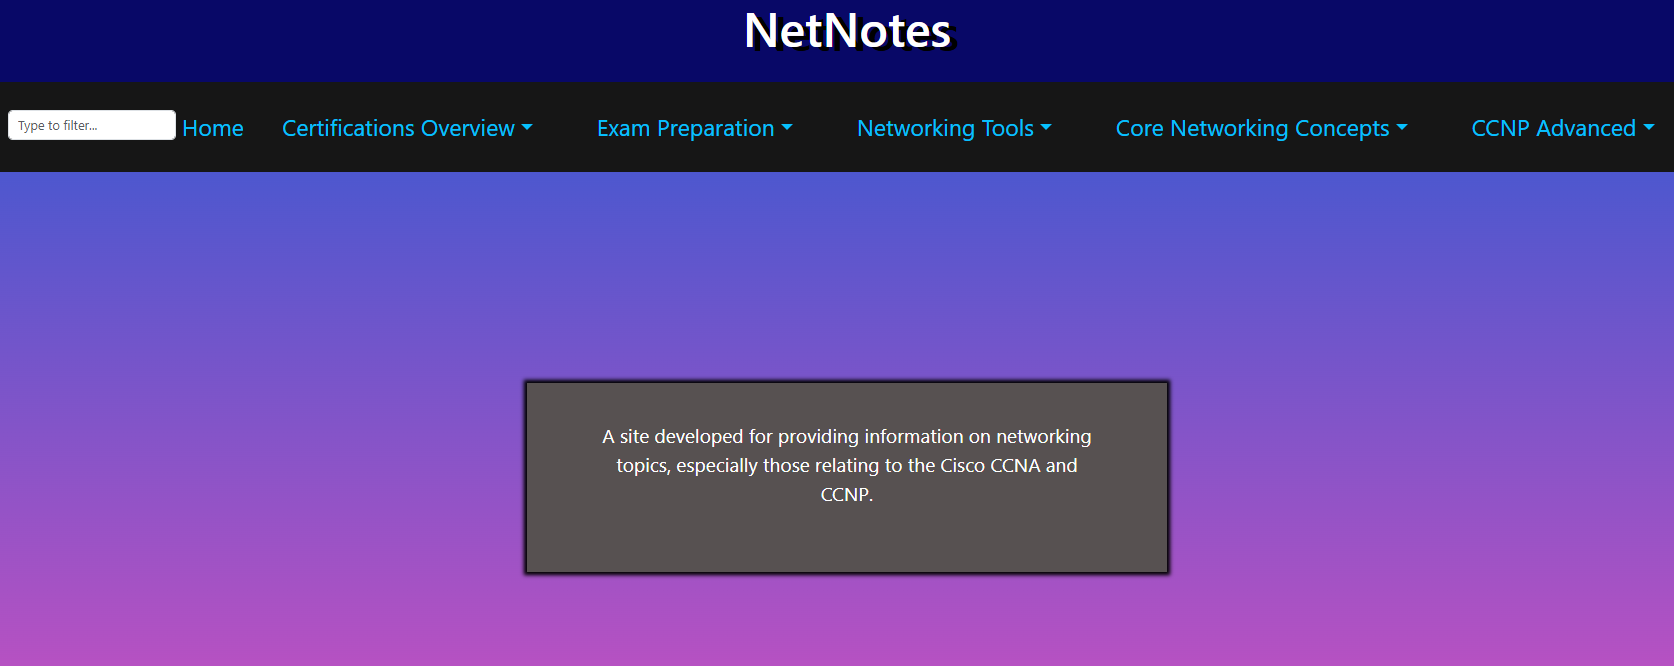 NetNotes
Type to filter... Home Certifications Overview Exam Preparation Networking Tools Core Networking Concepts CCNP Advanced
A site developed for providing information on networking
topics, especially those relating to the Cisco CCNA and
CCNP.